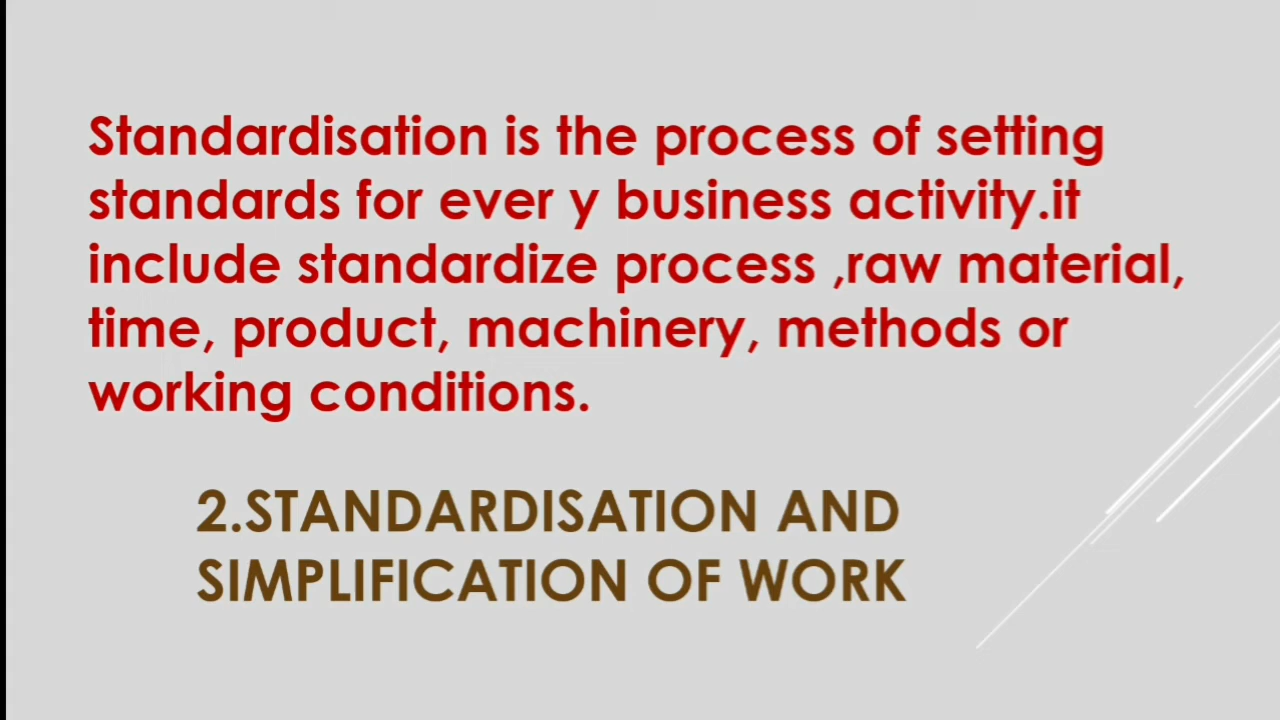 Standardisation is the process of setting
standards for ever y business activity.it
include standardize process ,raw material,
time, product, machinery, methods or
working conditions.
2.STANDARDISATION AND
SIMPLIFICATION OF WORK